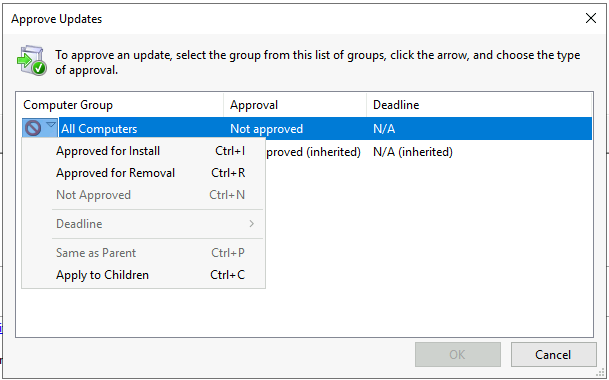 Approve Updates
To approve an update, select the group from this list of groups, click the arrow, and choose the type
of approval.
Computer Group Approval Deadline
All Computers Not approved N/A
Approved for Install Ctrl+I
proved (inherited) N/A (inherited)
Approved for Removal Ctrl+R
Not Approved Ctrl+N
Deadline
Same as Parent Ctrl+P
Apply to Children Ctrl+C
OK Cancel